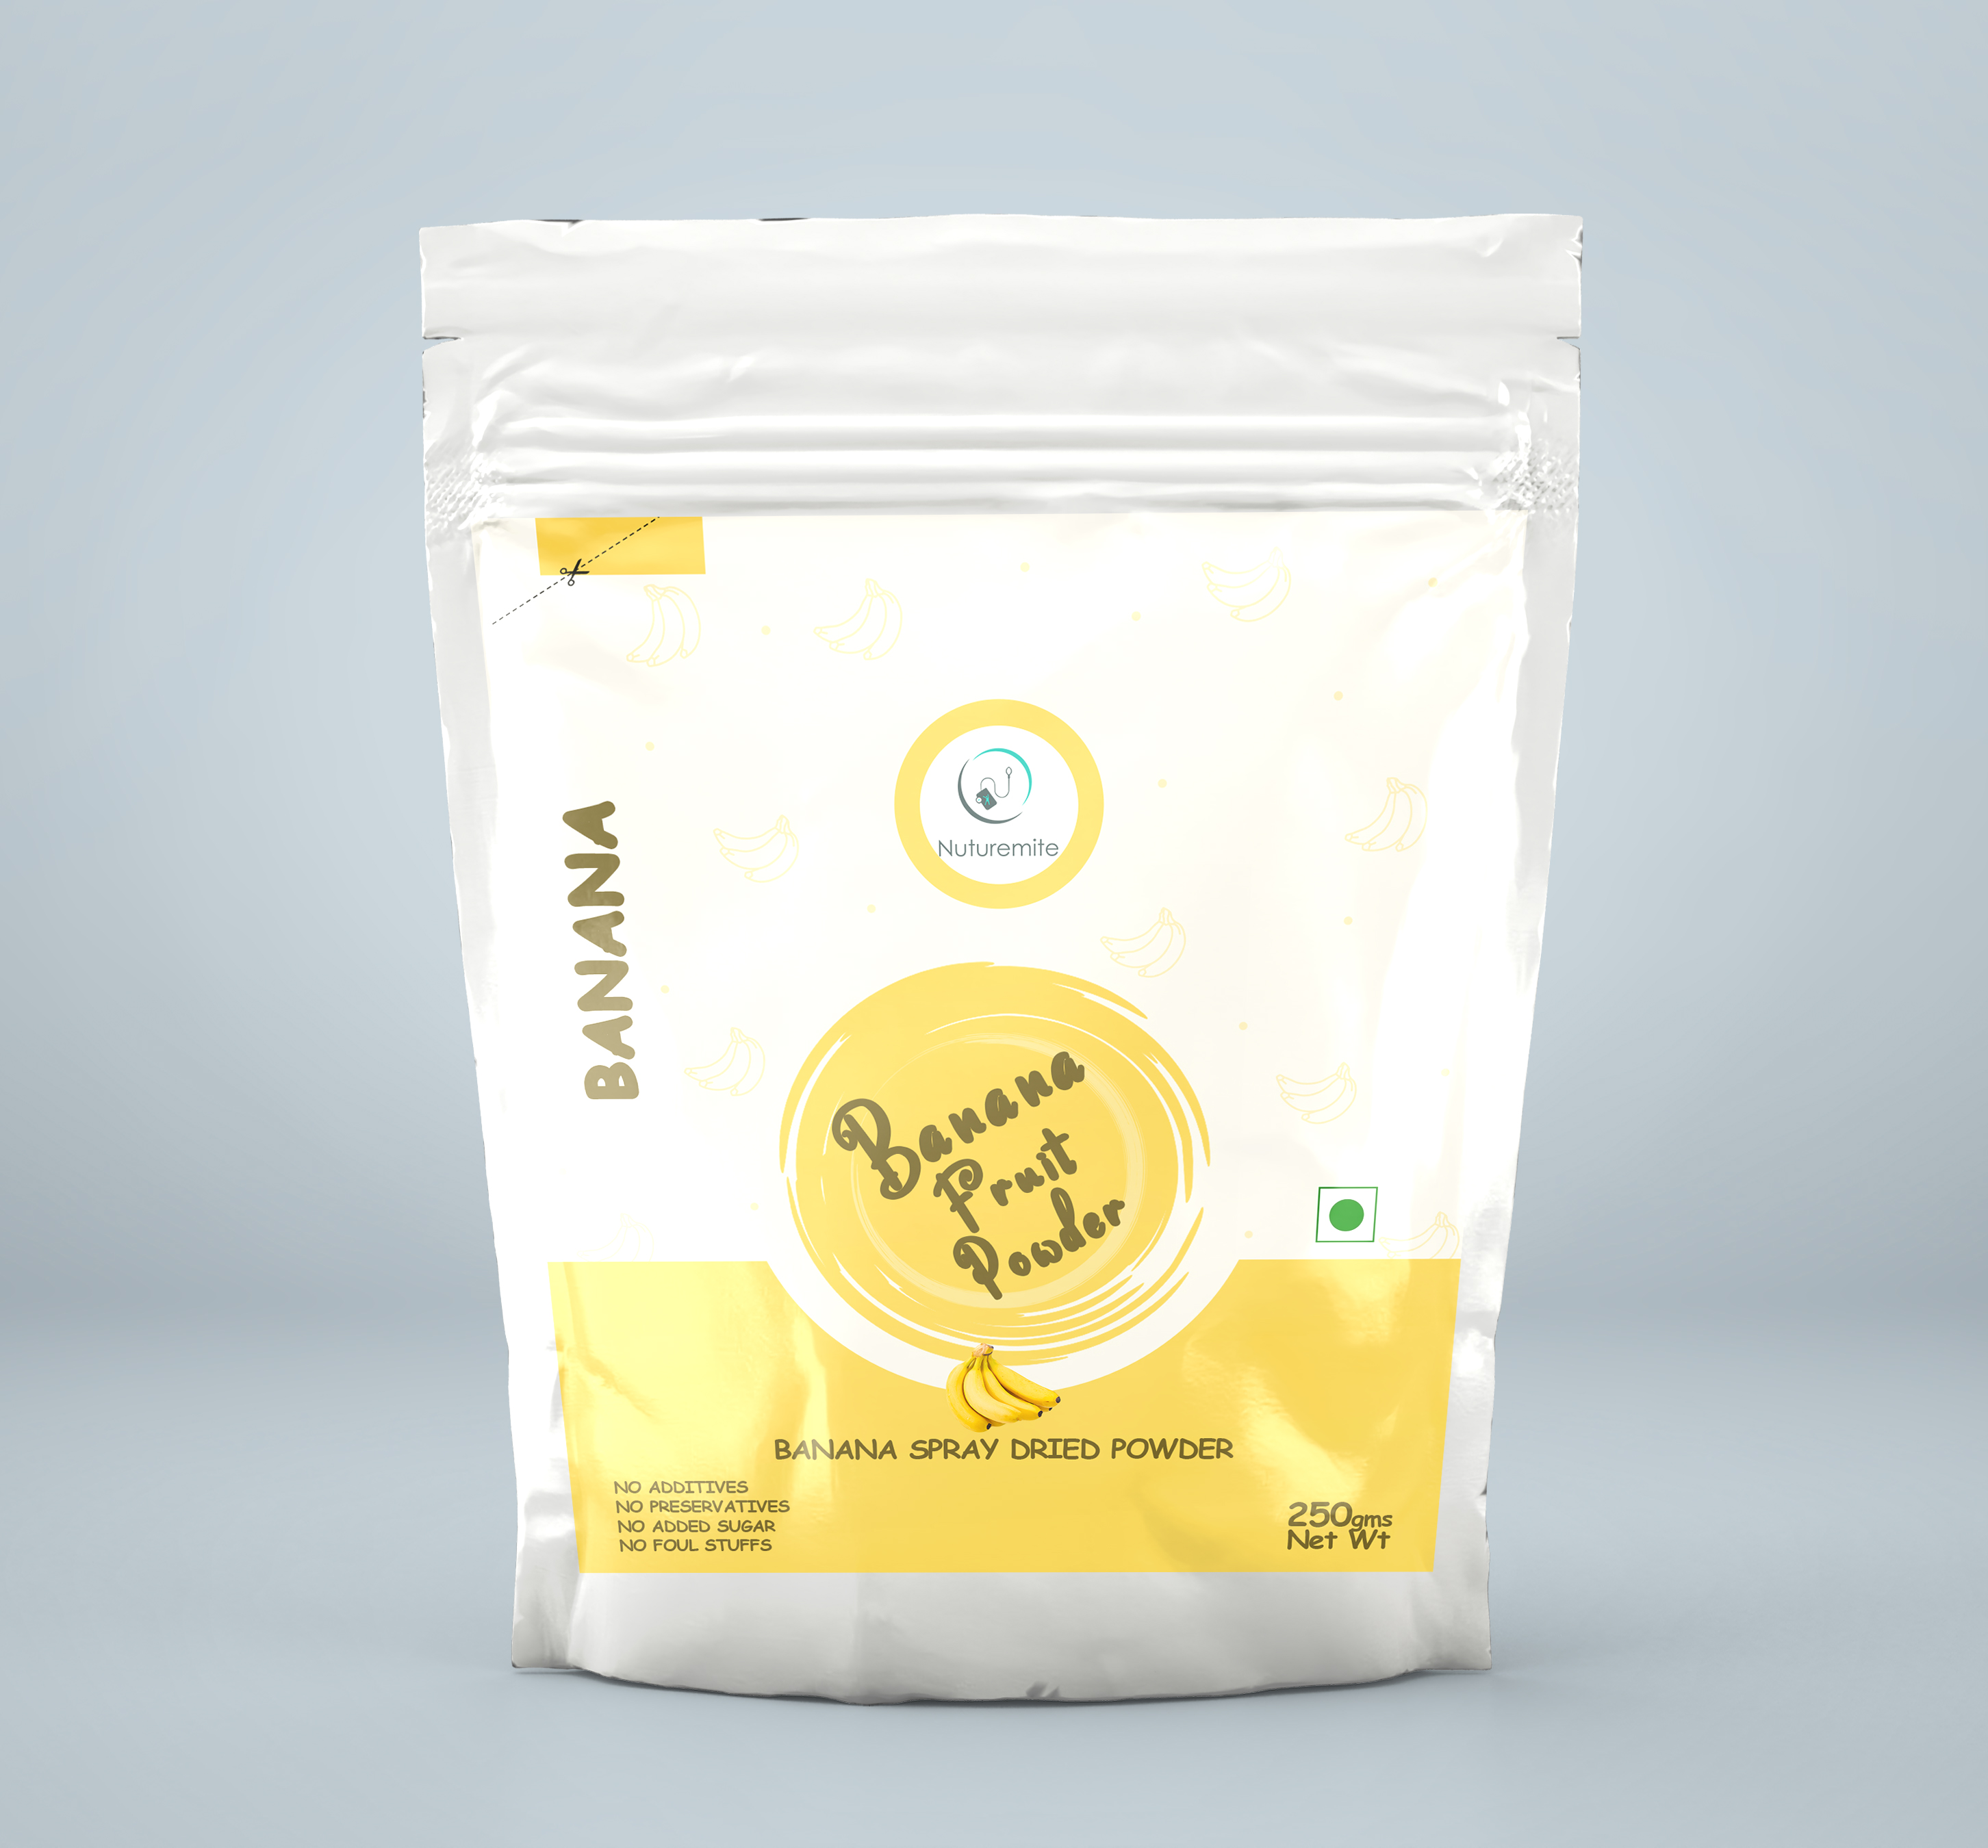 Nuturemite
BANANA
Banana
Fruit
Powder
BANANA SPRAY DRIED POWDER
NO ADDITIVES
NO PRESERVATIVES
NO ADDED SUGAR
NO FOUL STUFFS
250gms
Net Wt